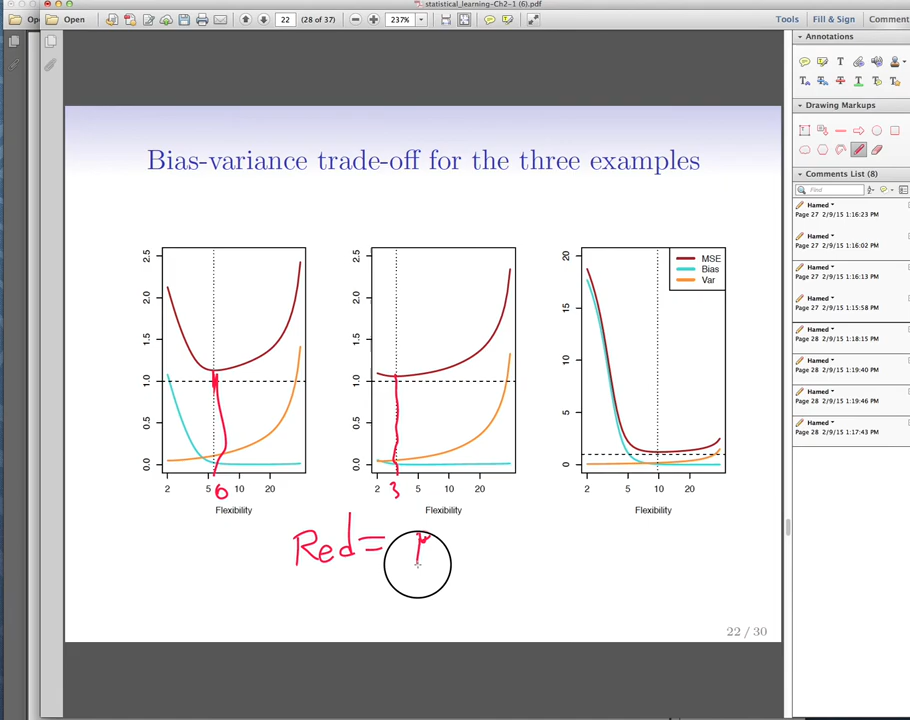 statistical_learning-Ch2-1 (6).pdf
Open Open 22 (28 of 37) 237% Tools Fill & Sign Comment
Annotations
T
T T T T T T
Drawing Markups
Comments List (8)
Find
Hamed
Page 27 2/9/15 1:16:23 PM
Hamed
Page 27 2/9/15 1:16:02 PM
Hamed
Page 27 2/9/15 1:16:13 PM
Hamed
Page 27 2/9/15 1:15:58 PM
Hamed
Page 28 2/9/15 1:18:15 PM
Hamed
Page 28 2/9/15 1:19:40 PM
Hamed
Page 28 2/9/15 1:19:46 PM
Hamed
Page 28 2/9/15 1:17:43 PM
Bias-variance trade-off for the three examples
2.5
2.0
1.5
1.0
0.5
0.0
2 5 10 20
6
Flexibility
2.5
2.0
1.5
1.0
0.5
0.0
2 5 10 20
3
Flexibility
20
15
10
5
0
MSE
Bias
Var
2 5 10 20
Flexibility
Red=
22 / 30